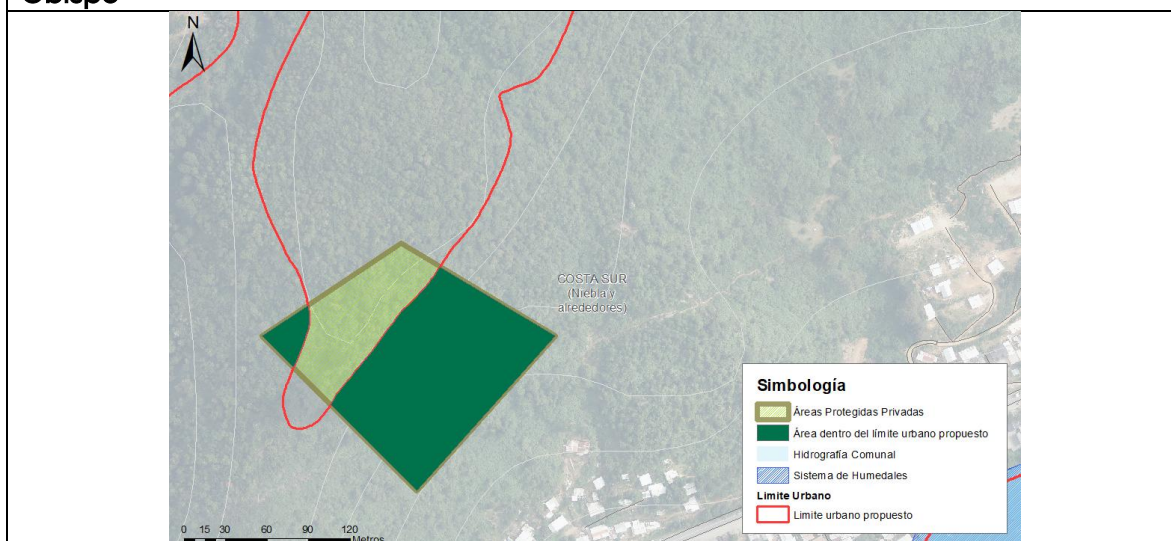 Obispo
N
COSTA SUR
(Niebla y
alrededores)
Simbología
Áreas Protegidas Privadas
Área dentro del límite urbano propuesto
Hidrografía Comunal
Sistema de Humedales
Limite Urbano
Limite urbano propuesto
0 15 30 60 90 120
Metros